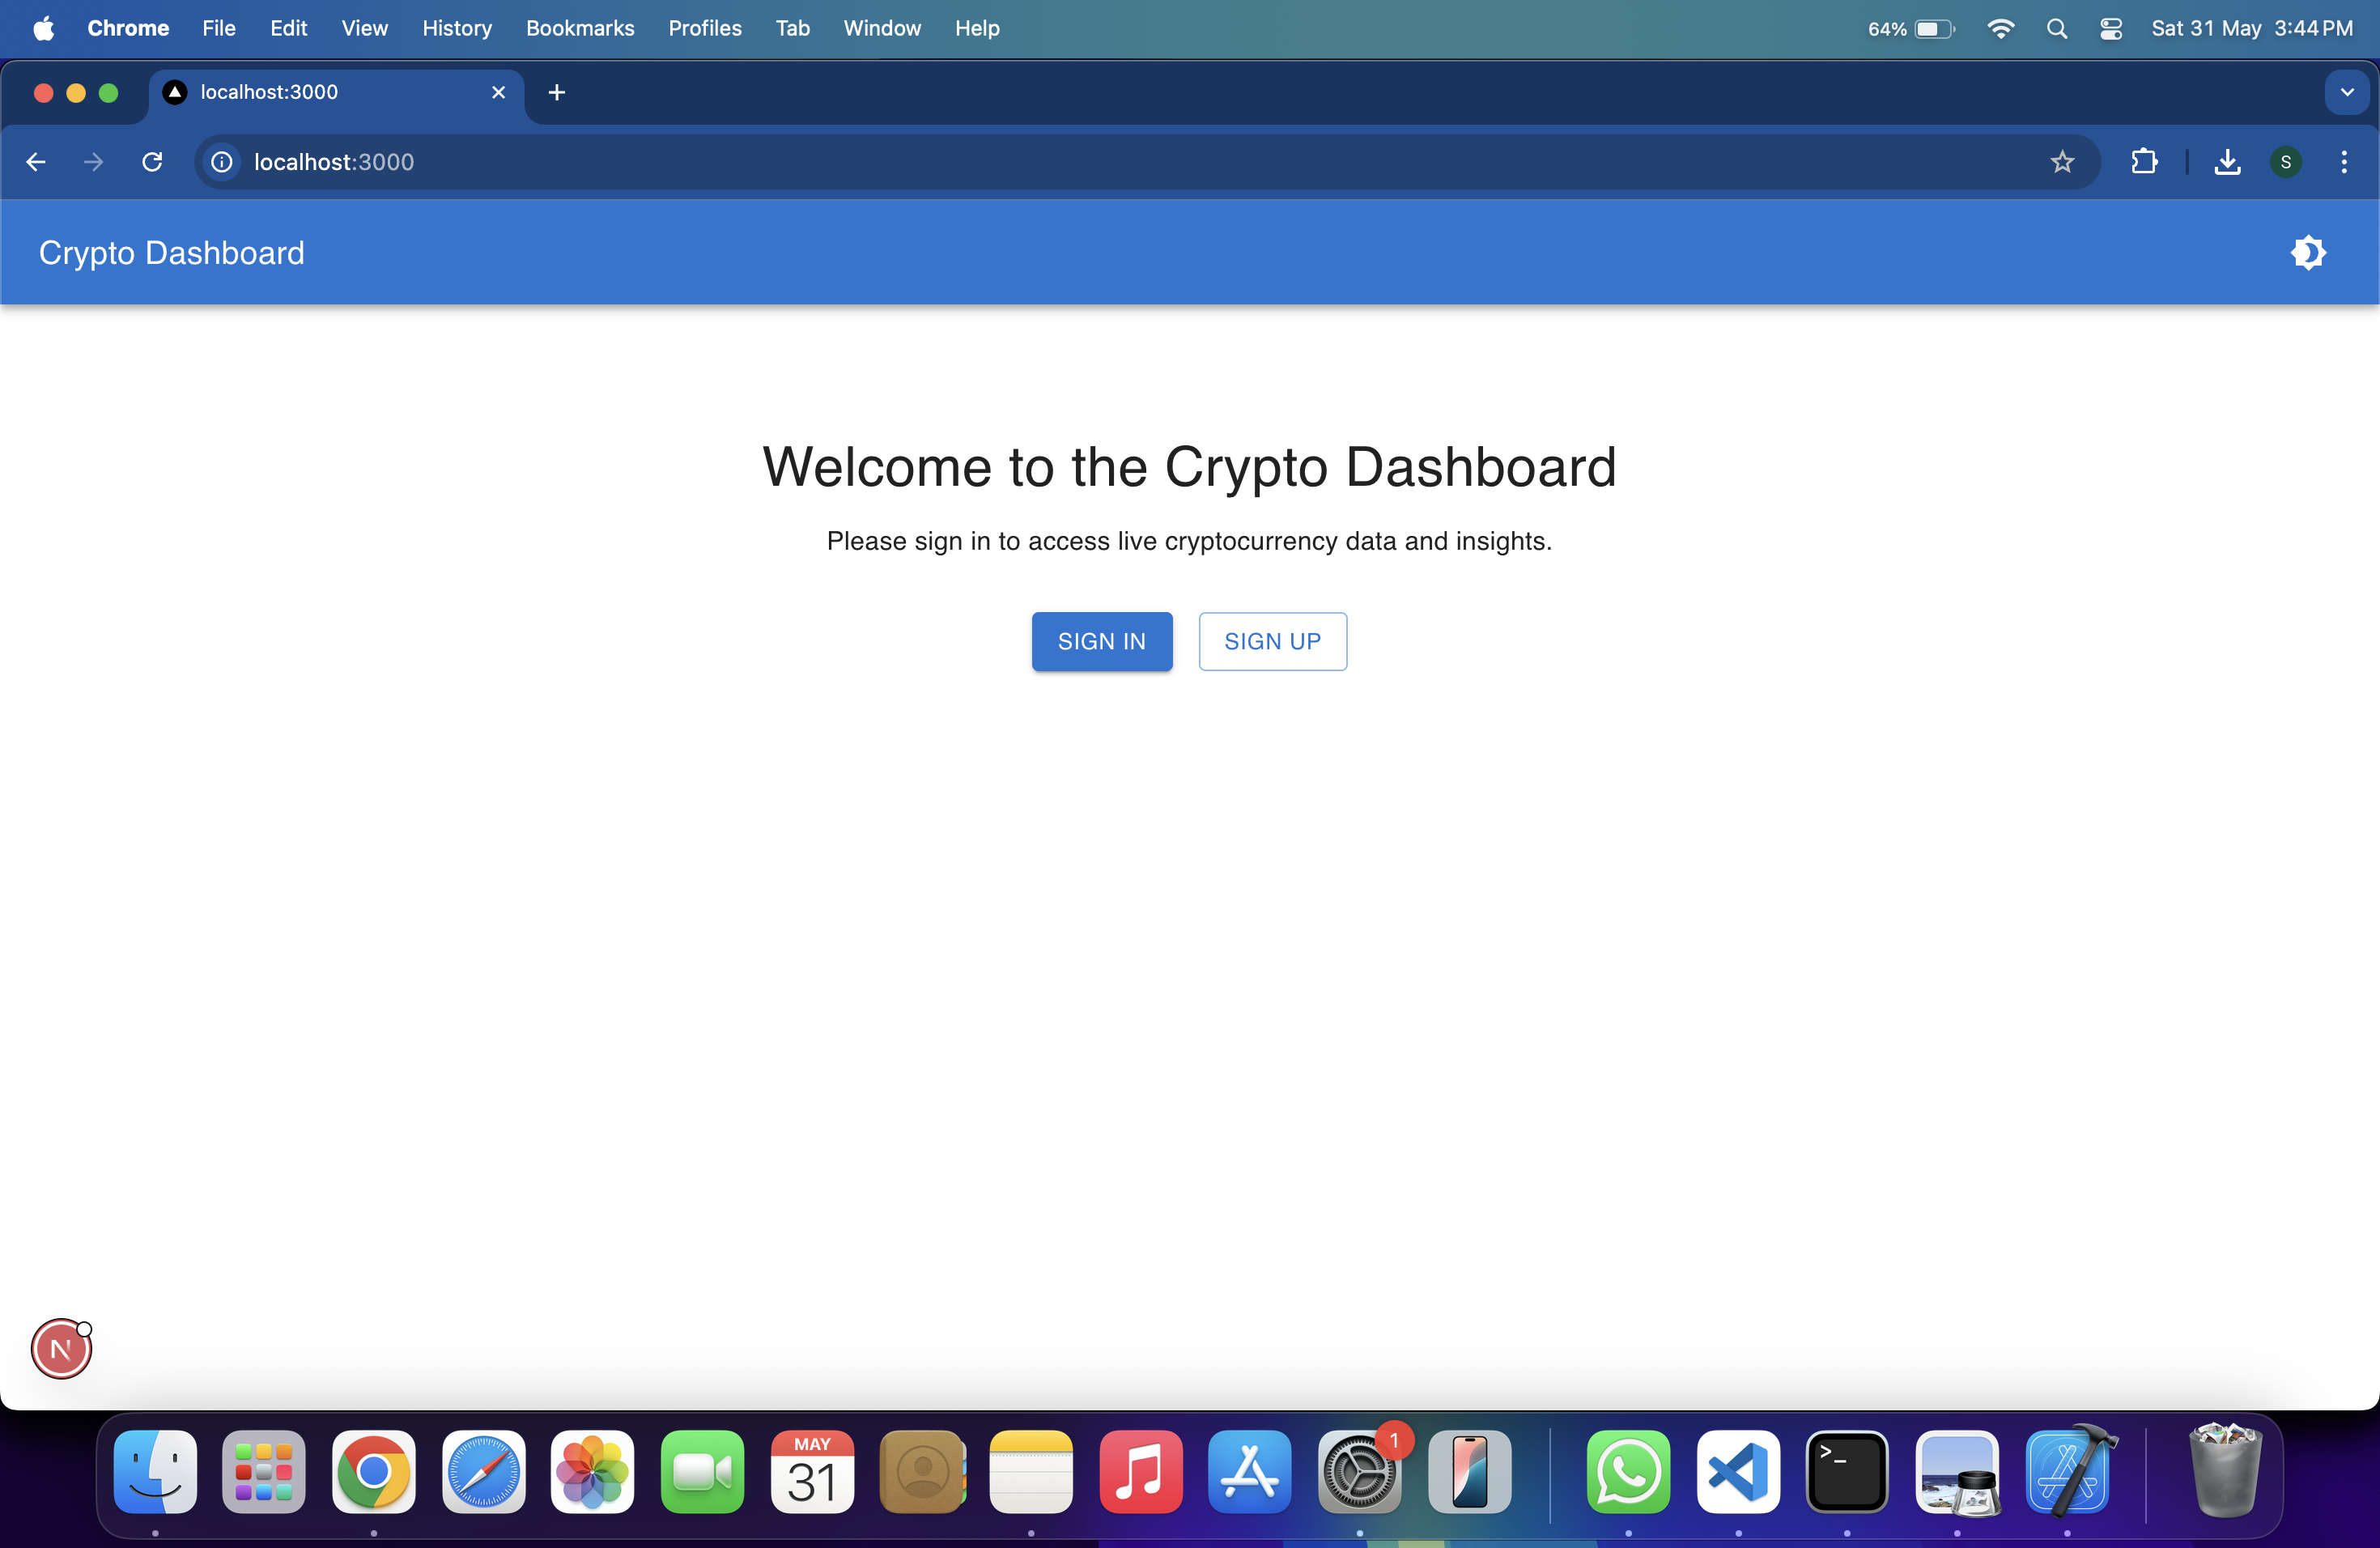 Chrome File Edit View History Bookmarks Profiles Tab Window Help 64% Sat 31 May 3:44 PM
localhost:3000
localhost:3000 S
Crypto Dashboard
Welcome to the Crypto Dashboard
Please sign in to access live cryptocurrency data and insights.
SIGN IN SIGN UP
N
MAY
31
1
>_